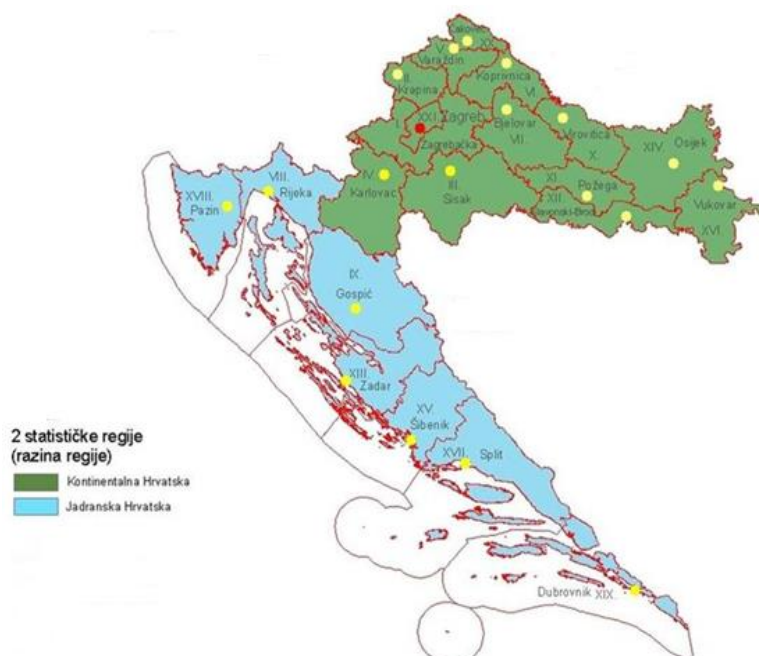 Čakovec
XX.
V.
Varaždin
II.
Krapina
Koprivnica
VI.
XXI. Zagreb
I.
Zagrebačka
Bjelovar
VII.
Virovitica
X.
XIV.
Osijek
IV.
Karlovac
III.
Sisak
XI
Požega
XII.
Slavonski-Brod
Vukovar
XVI.
XVIII.
Pazin
VIII.
Rijeka
IX.
Gospić
XIII.
Zadar
XV.
Šibenik
XVII.
Split
Dubrovnik XIX.
2 statističke regije
(razina regije)
Kontinentalna Hrvatska
Jadranska Hrvatska